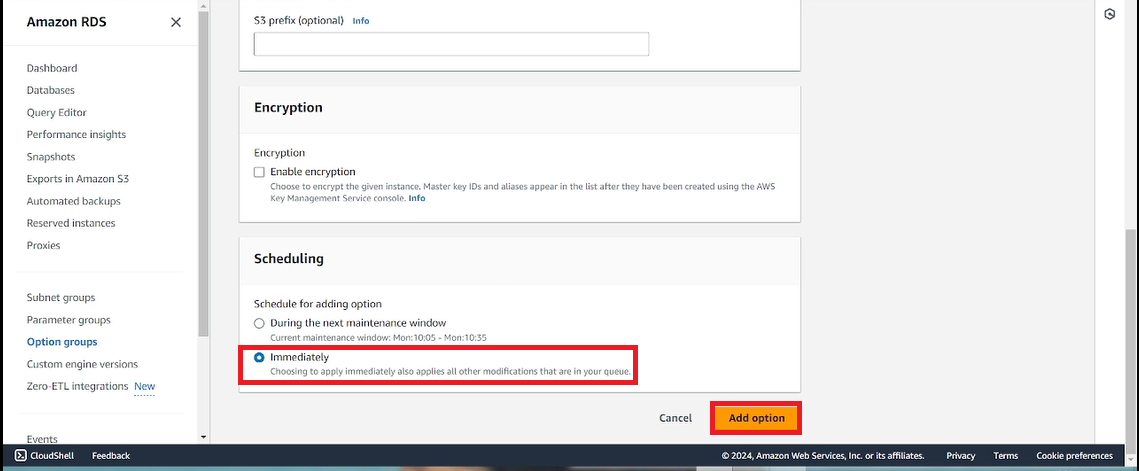 Amazon RDS
Dashboard
Databases
Query Editor
Performance insights
Snapshots
Exports in Amazon S3
Automated backups
Reserved instances
Proxies
Subnet groups
Parameter groups
Option groups
Custom engine versions
Zero-ETL integrations New
Events
S3 prefix (optional) Info
Encryption
Encryption
Enable encryption
Choose to encrypt the given instance. Master key IDs and aliases appear in the list after they have been created using the AWS
Key Management Service console. Info
Scheduling
Schedule for adding option
During the next maintenance window
Current maintenance window: Mon:10:05 - Mon:10:35
Immediately
Choosing to apply immediately also applies all other modifications that are in your queue.
Cancel Add option
CloudShell Feedback © 2024, Amazon Web Services, Inc. or its affiliates. Privacy Terms Cookie preferences